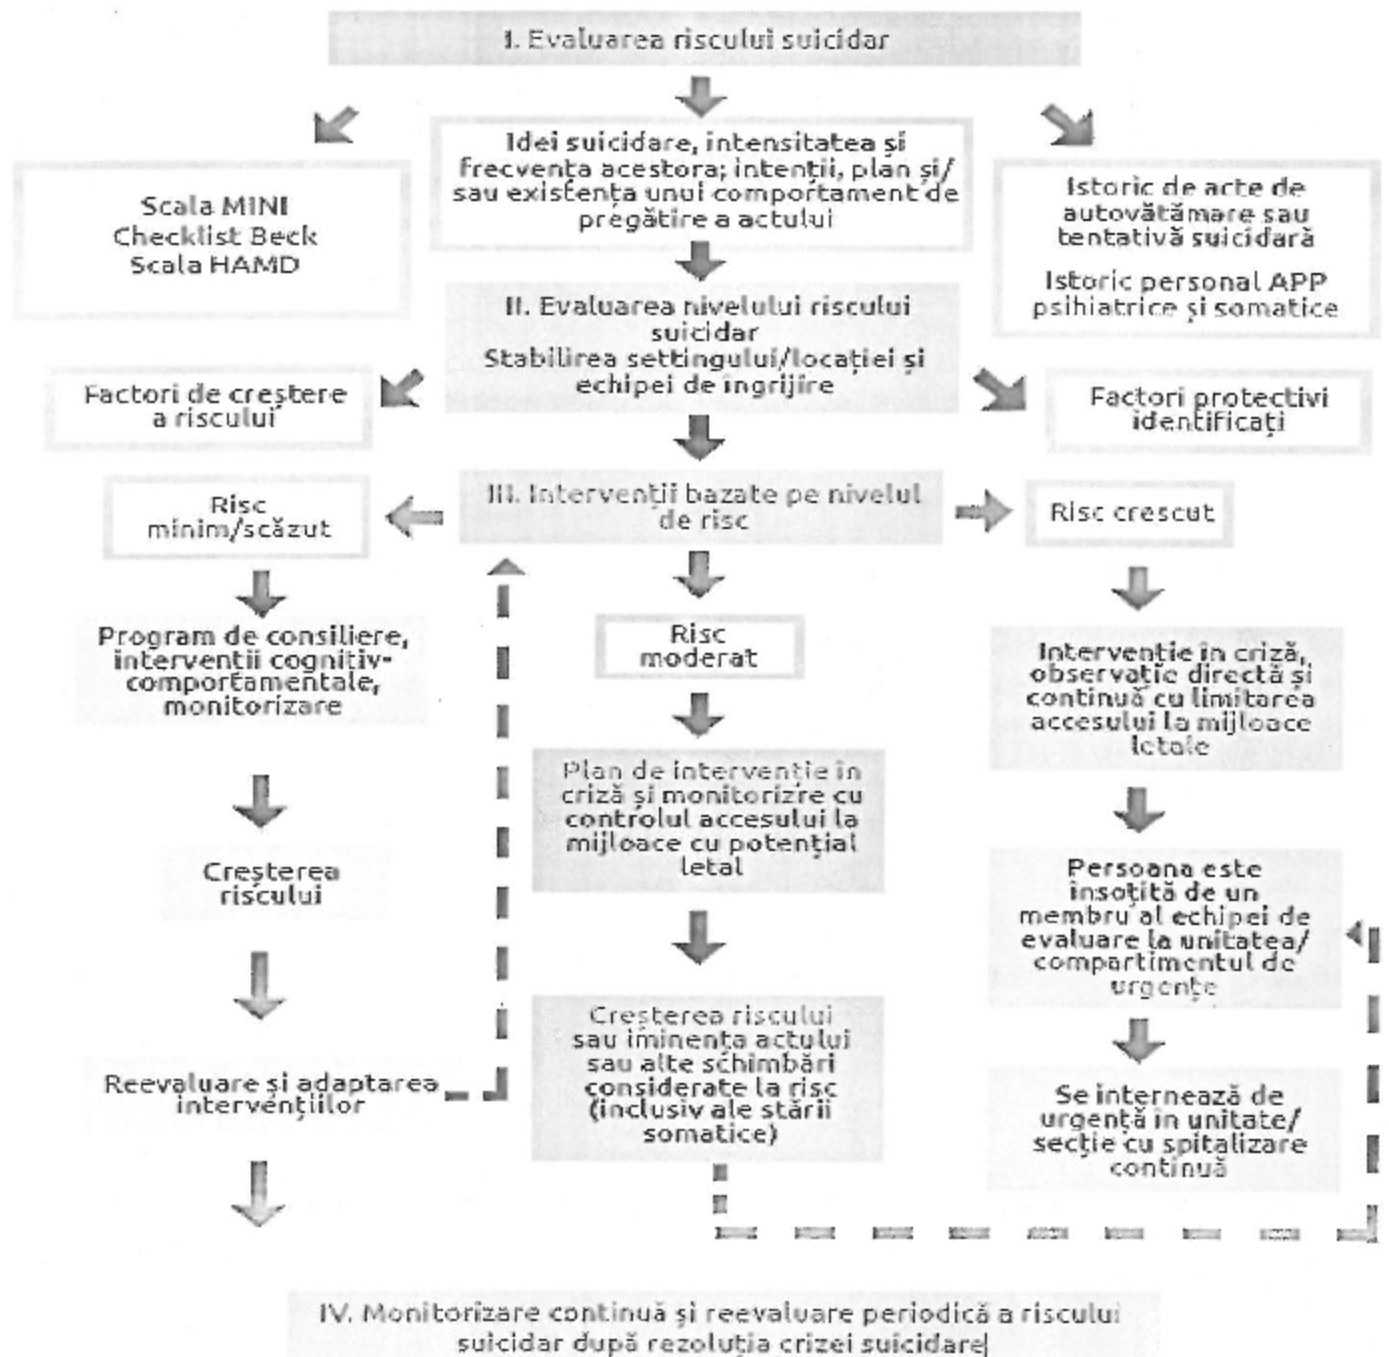 I. Evaluarea riscului suicidar
Scala MINI
Checklist Beck
Scala HAMD
Idei suicidare, intensitatea și
frecvența acestora; intenții, plan și/
sau existența unui comportament de
pregătire a actului
Istoric de acte de
autovătămare sau
tentativă suicidară
Istoric personal APP
psihiatrice și somatice
II. Evaluarea nivelului riscului
suicidar
Stabilirea settingului/locației și
echipei de îngrijire
Factori de creștere
a riscului
Factori protectivi
identificați
III. Intervenții bazate pe nivelul
de risc
Risc
minim/scăzut
Risc crescut
Program de consiliere,
intervenții cognitiv-
comportamentale,
monitorizare
Risc
moderat
Intervenție în criză,
observație directă și
continuă cu limitarea
accesului la mijloace
letale
Plan de intervenție în
criză și monitorizre cu
controlul accesului la
mijloace cu potențial
letal
Creșterea
riscului
Persoana este
însoțită de un
membru al echipei de
evaluare la unitatea/
compartimentul de
urgențe
Creșterea riscului
sau iminența actului
sau alte schimbări
considerate la risc
(inclusiv ale stării
somatice)
Reevaluare și adaptarea
intervențiilor
Se internează de
urgență în unitate/
secție cu spitalizare
continuă
IV. Monitorizare continuă și reevaluare periodică a riscului
suicidar după rezoluția crizei suicidare